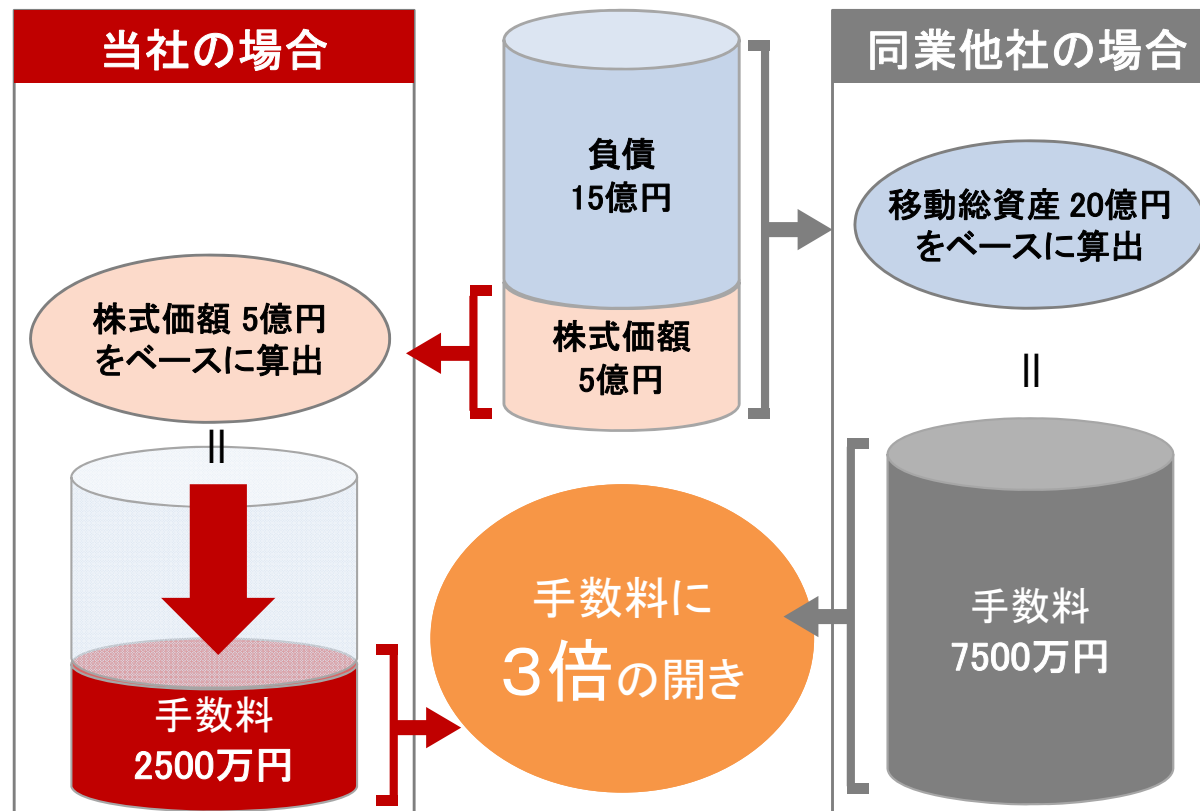 当社の場合
株式価額 5億円
をベースに算出
=
手数料
2500万円
負債
15億円
株式価額
5億円
手数料に
3倍の開き
同業他社の場合
移動総資産 20億円
をベースに算出
=
手数料
7500万円